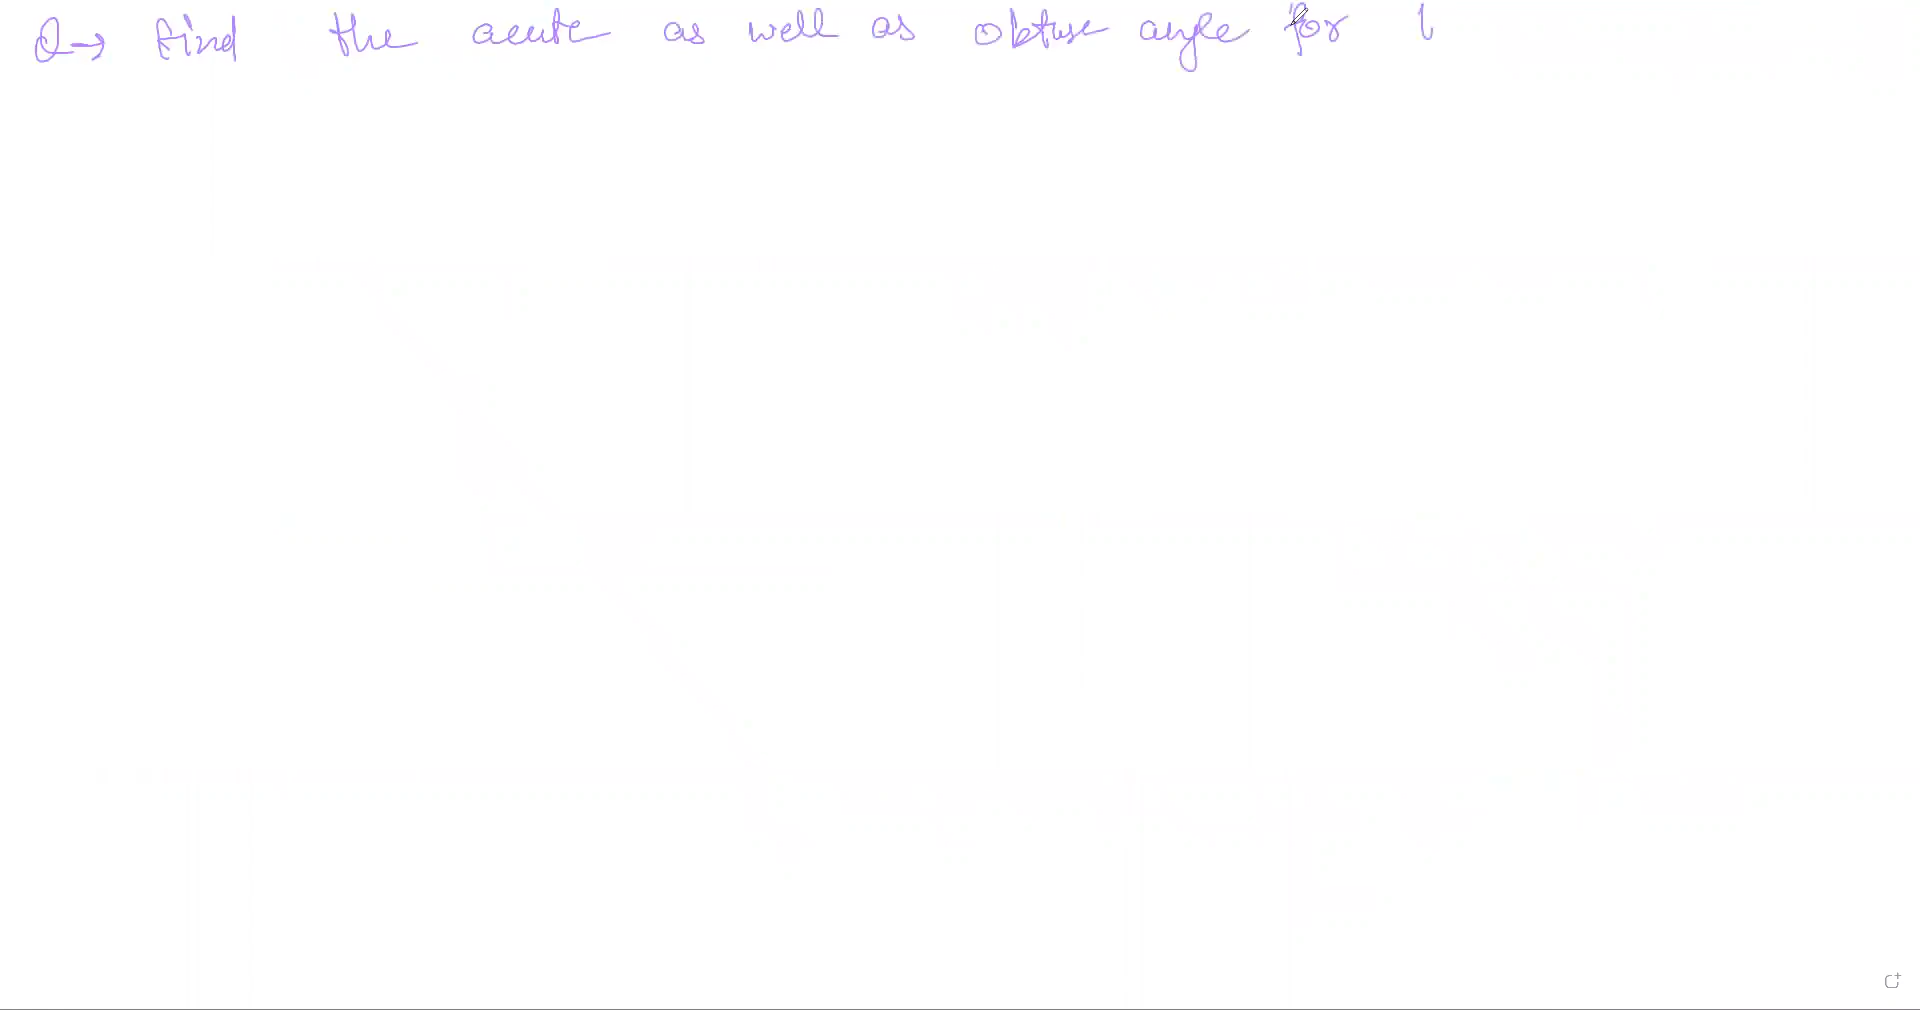 Q→ find the acute as well as obtuse angle for